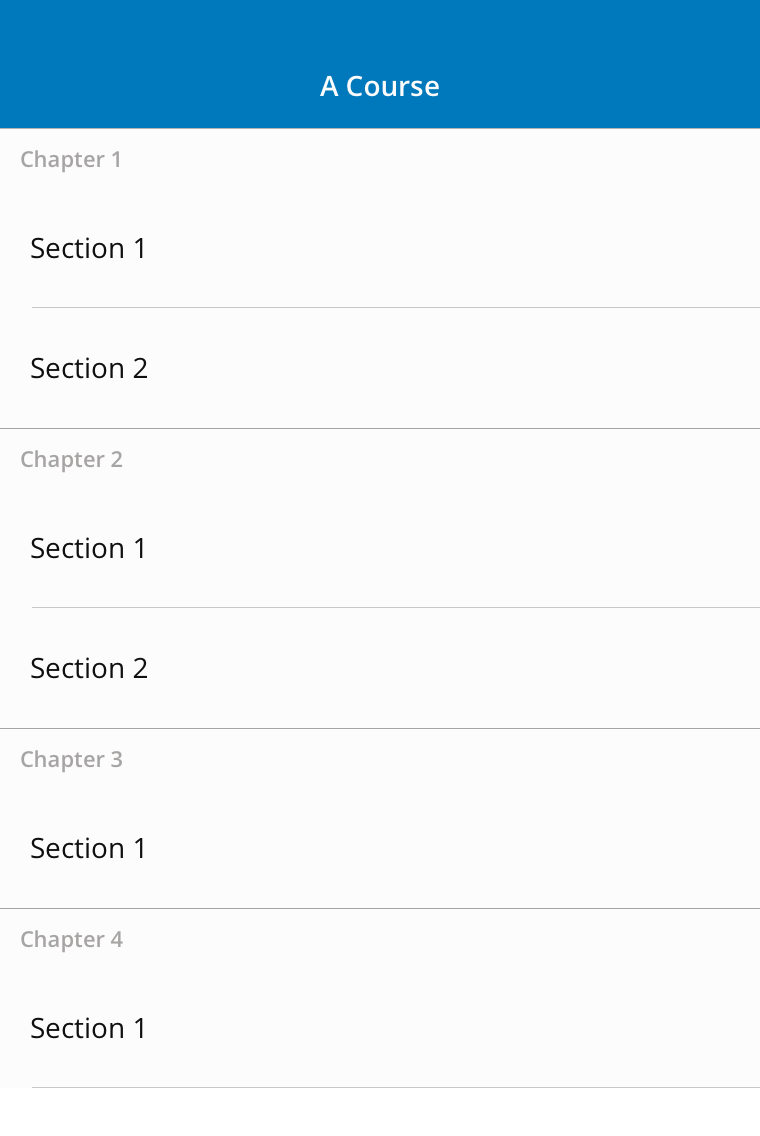 A Course
Chapter 1
Section 1
Section 2
Chapter 2
Section 1
Section 2
Chapter 3
Section 1
Chapter 4
Section 1